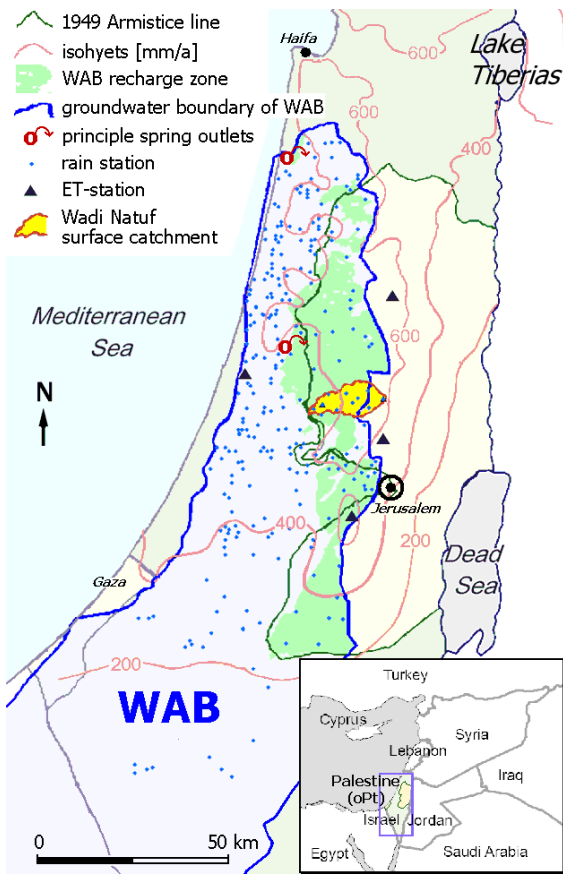 1949 Armistice line
isohyets [mm/a]
WAB recharge zone
groundwater boundary of WAB
principle spring outlets
rain station
ET-station
Wadi Natuf
surface catchment
Haifa
Lake
Tiberias
600
600
400
Mediterranean
Sea
600
N
Jerusalem
400
200
Dead
Sea
Gaza
200
WAB
0
50 km
Turkey
Cyprus
Syria
Lebanon
Iraq
Palestine
(oPt)
Israel
Jordan
Egypt
Saudi Arabia